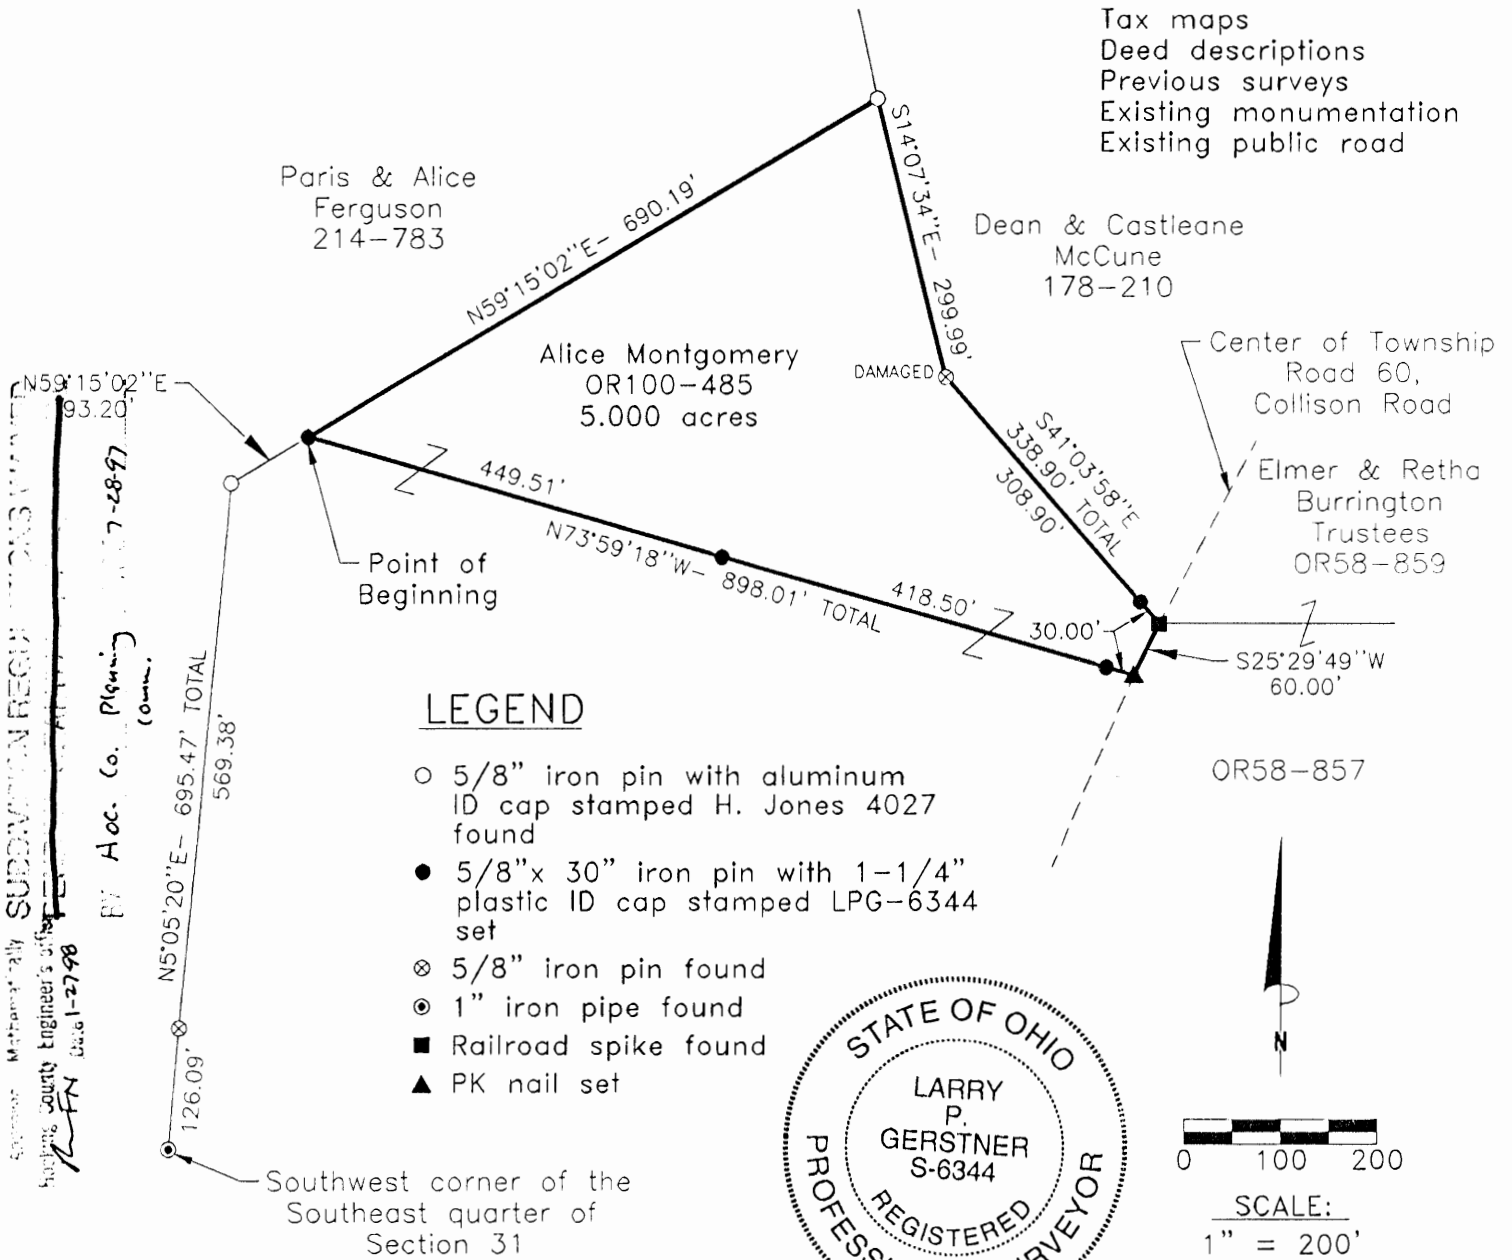 Tax maps
Deed descriptions
Previous surveys
Existing monumentation
Existing public road
Paris & Alice
Ferguson
214-783
N59°15'02"E- 690.19'
S14°07'34"E- 299.99'
Dean & Castleane
McCune
178-210
Alice Montgomery
OR100-485
5.000 acres
DAMAGED
Center of Township
Road 60,
Collison Road
N59°15'02"E
93.20'
S41°03'58"E
338.90' TOTAL
308.90'
Elmer & Retha
Burrington
Trustees
OR58-859
449.51'
N73°59'18"W- 898.01' TOTAL
418.50'
30.00'
Point of
Beginning
S25°29'49"W
60.00'
OR58-857
N5°05'20"E- 695.47' TOTAL
569.38'
126.09'
LEGEND
5/8" iron pin with aluminum
ID cap stamped H. Jones 4027
found
5/8"x 30" iron pin with 1-1/4"
plastic ID cap stamped LPG-6344
set
5/8" iron pin found
1" iron pipe found
Railroad spike found
PK nail set
Southwest corner of the
Southeast quarter of
Section 31
STATE OF OHIO
LARRY
P.
GERSTNER
S-6344
REGISTERED
N
0 100 200
SCALE:
1" = 200'
SUBDIVISION
BY Hoc. Co. Planning 7-28-97
Comm.
Mathematically
County Engineer's office